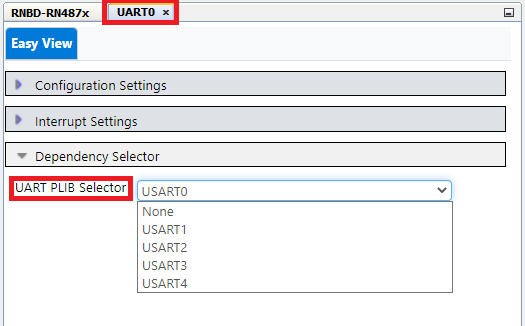 RNBD-RN487x
UART0 ×
Easy View
Configuration Settings
Interrupt Settings
Dependency Selector
UART PLIB Selector USART0
None
USART1
USART2
USART3
USART4